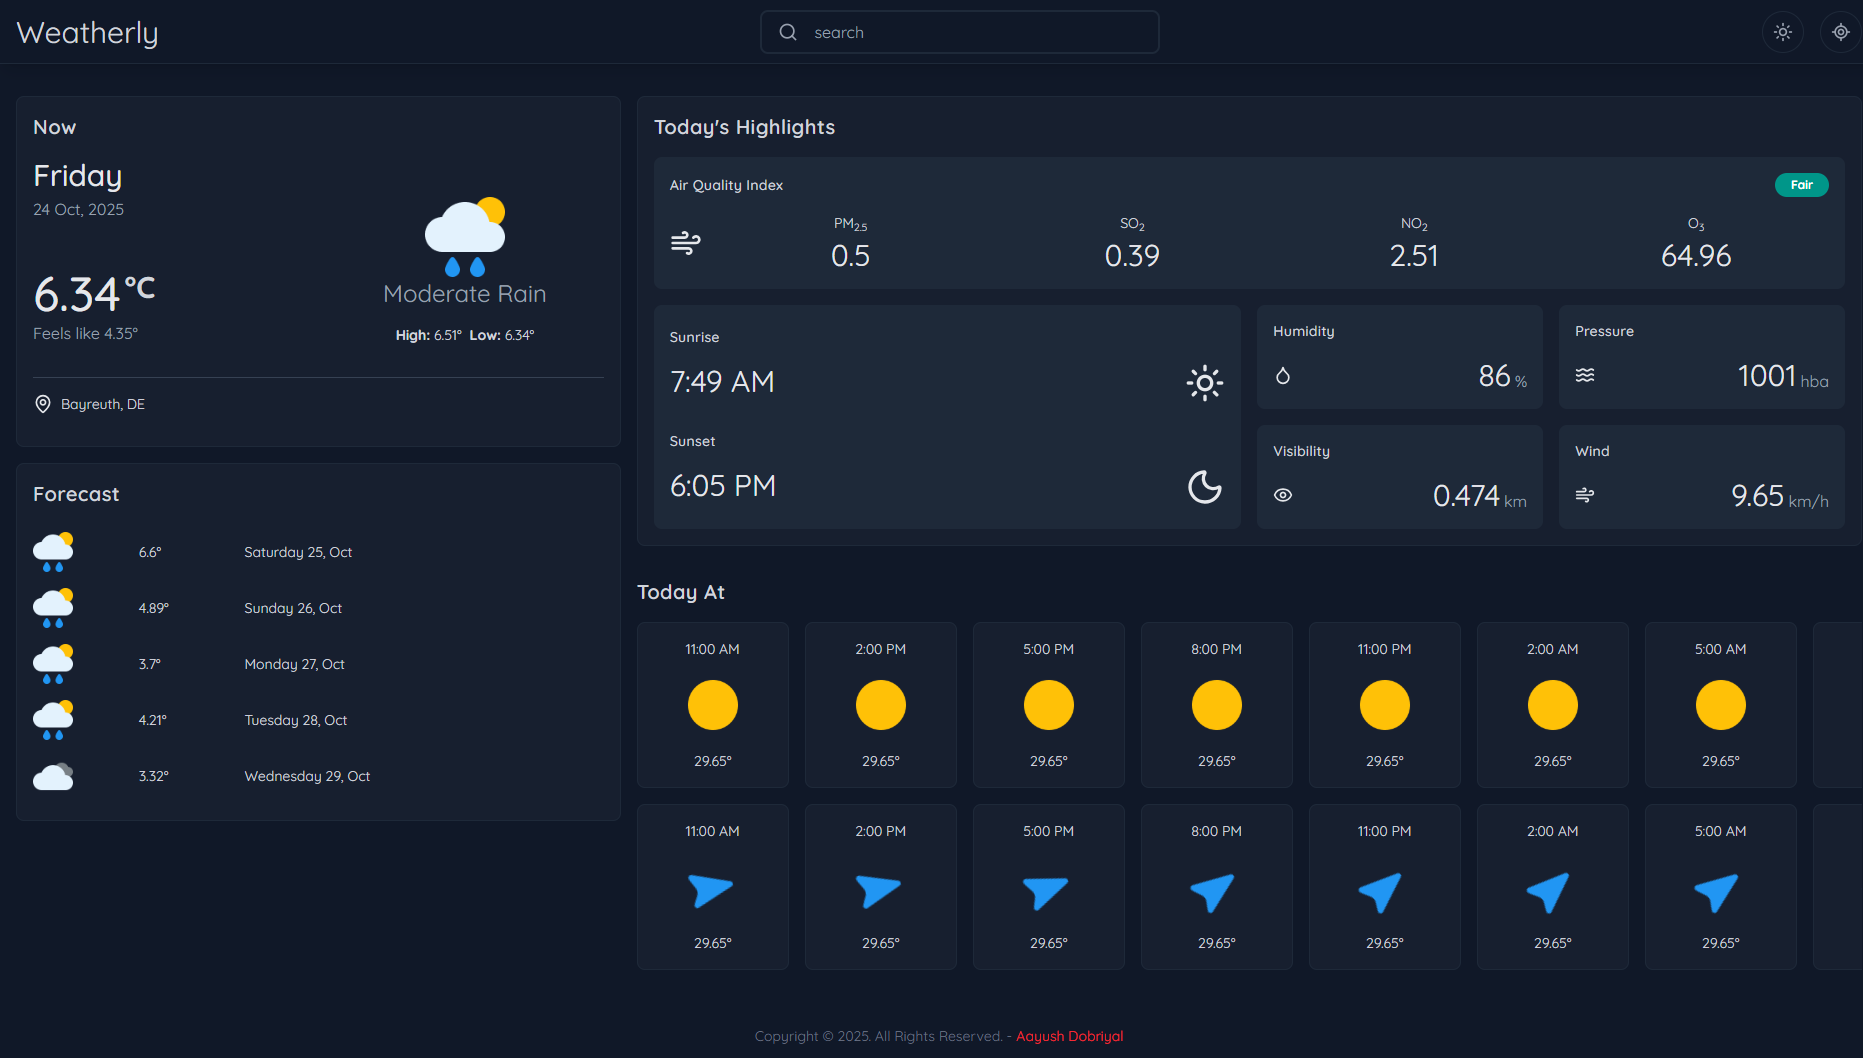 Weatherly
search
Now
Friday
24 Oct, 2025
6.34°C
Feels like 4.35°
Moderate Rain
High: 6.51° Low: 6.34°
Bayreuth, DE
Forecast
6.6° Saturday 25, Oct
4.89° Sunday 26, Oct
3.7° Monday 27, Oct
4.21° Tuesday 28, Oct
3.32° Wednesday 29, Oct
Today's Highlights
Air Quality Index Fair
PM2.5 SO2 NO2 O3
0.5 0.39 2.51 64.96
Sunrise
7:49 AM
Sunset
6:05 PM
Humidity
86 %
Pressure
1001 hba
Visibility
0.474 km
Wind
9.65 km/h
Today At
11:00 AM 2:00 PM 5:00 PM 8:00 PM 11:00 PM 2:00 AM 5:00 AM
29.65° 29.65° 29.65° 29.65° 29.65° 29.65° 29.65°
11:00 AM 2:00 PM 5:00 PM 8:00 PM 11:00 PM 2:00 AM 5:00 AM
29.65° 29.65° 29.65° 29.65° 29.65° 29.65° 29.65°
Copyright © 2025. All Rights Reserved. - Aayush Dobriyal